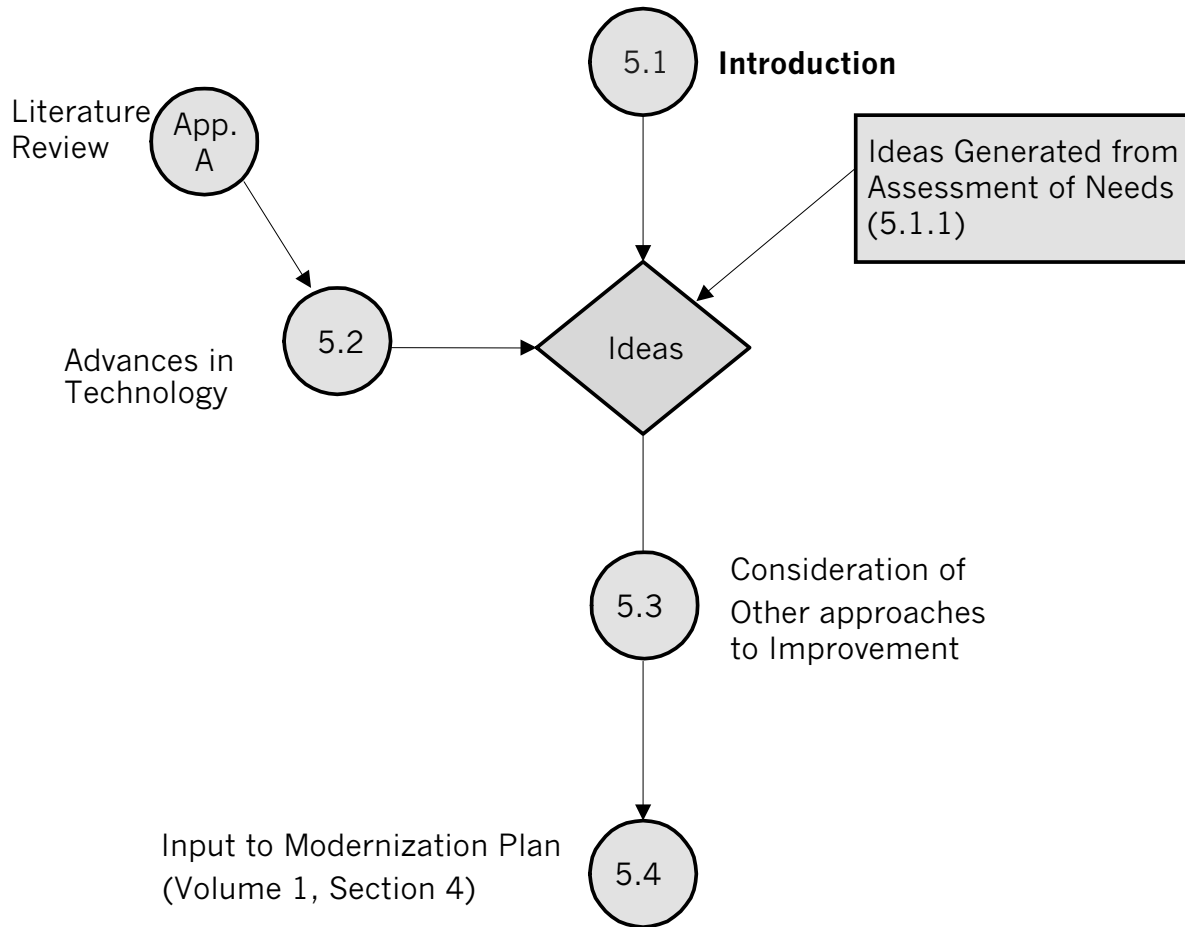 5.1
Introduction
Literature
Review
App.
A
Ideas Generated from
Assessment of Needs
(5.1.1)
5.2
Advances in
Technology
Ideas
5.3
Consideration of
Other approaches
to Improvement
Input to Modernization Plan
(Volume 1, Section 4)
5.4